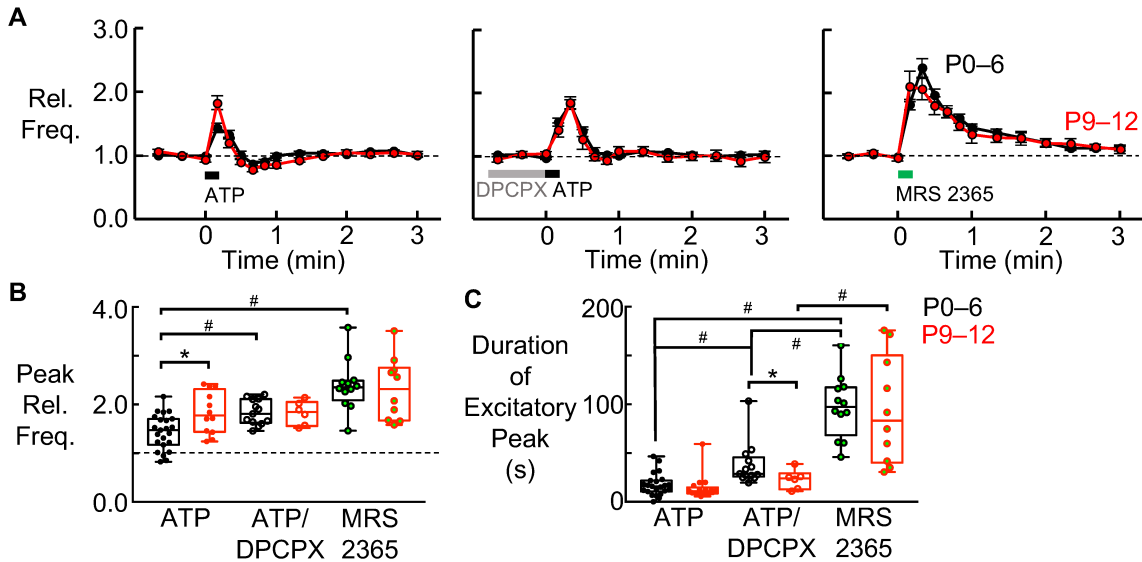 A
3.0
2.0
1.0
0.0
Rel.
Freq.
ATP
0 1 2 3
Time (min)
DPCPX ATP
0 1 2 3
Time (min)
P0–6
P9–12
MRS 2365
0 1 2 3
Time (min)
B
4.0
2.0
0.0
Peak
Rel.
Freq.
#
#
*
ATP ATP/ MRS
DPCPX 2365
C
200
100
0
Duration
of
Excitatory
Peak
(s)
#
#
#
#
*
P0–6
P9–12
ATP ATP/ MRS
DPCPX 2365